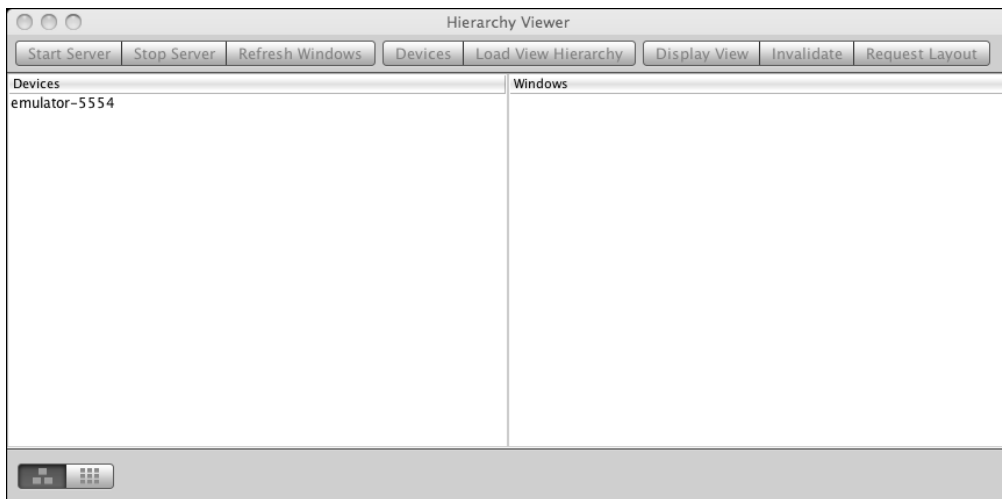 Hierarchy Viewer
Start Server Stop Server Refresh Windows Devices Load View Hierarchy Display View Invalidate Request Layout
Devices Windows
emulator-5554